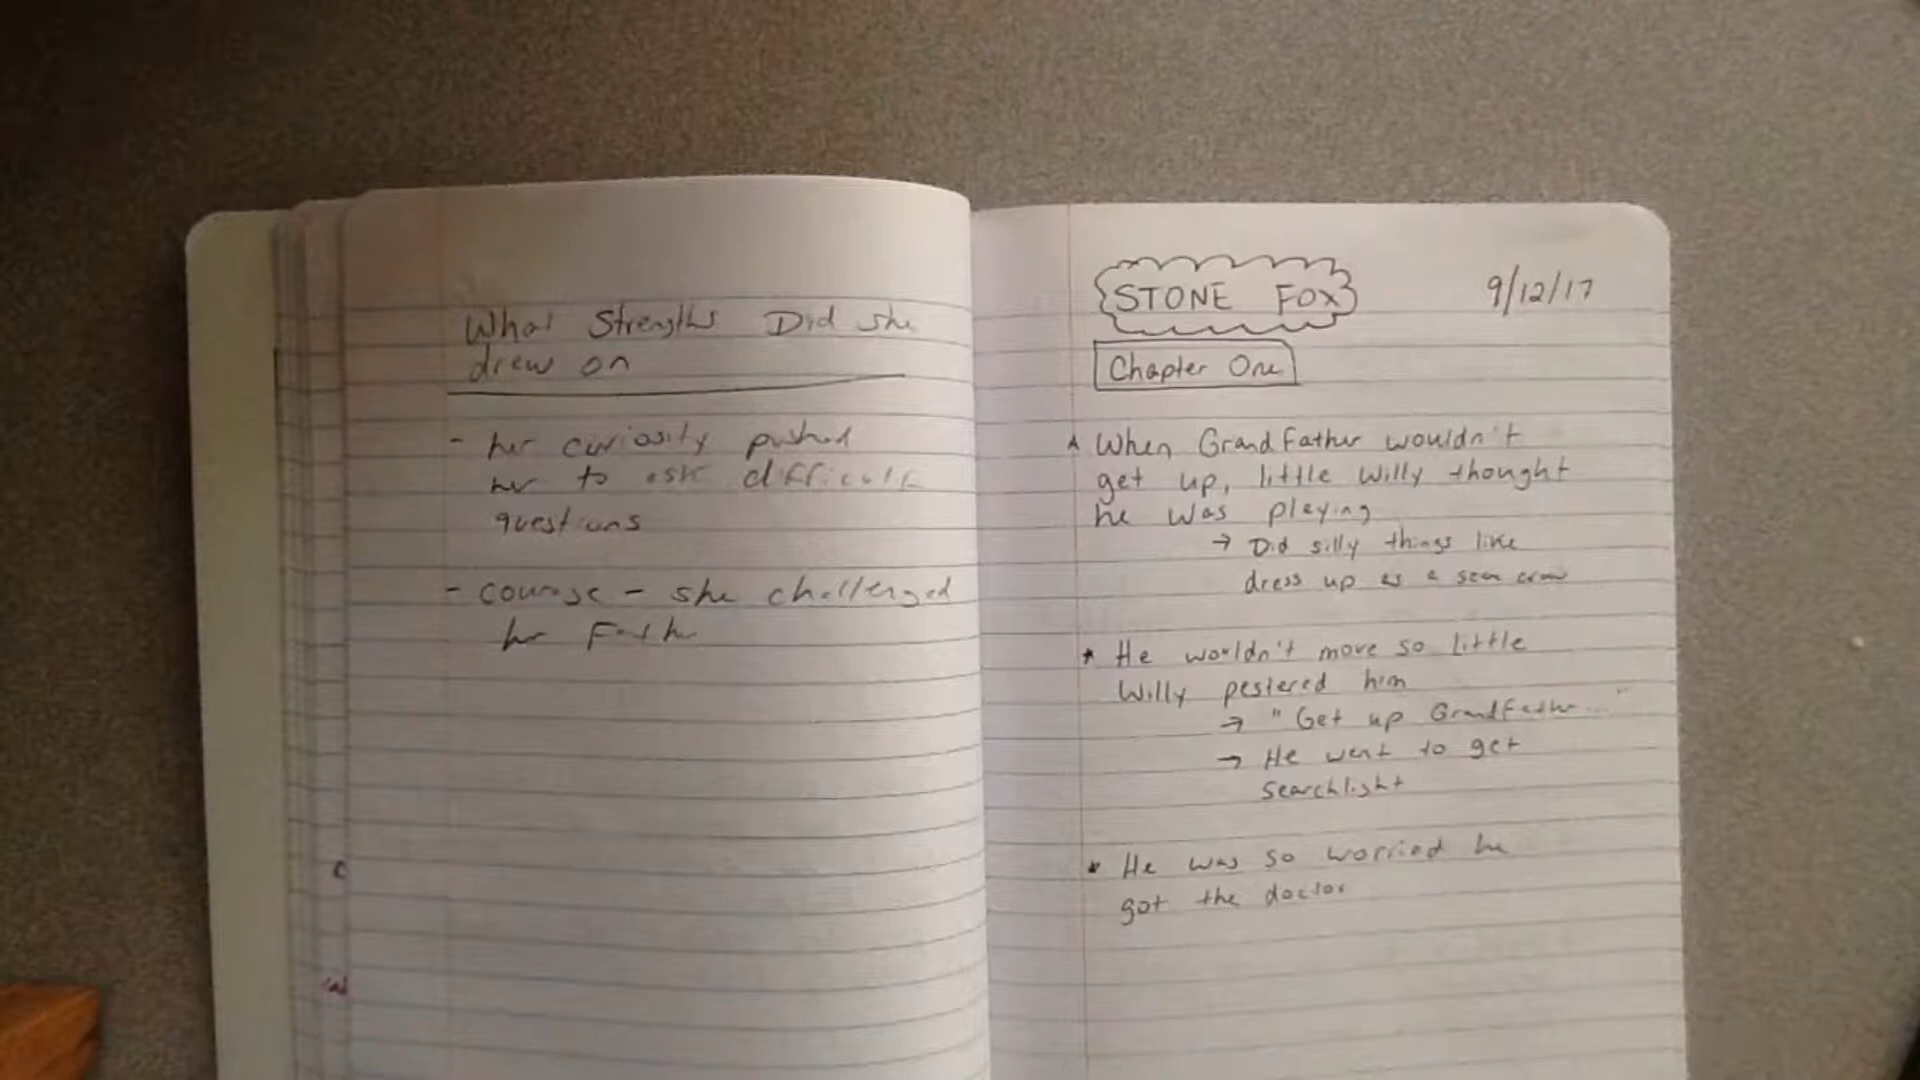 What Strengths Did she
drew on
- her curiosity pushed
her to ask difficult
questions
- courage - she challenged
her Father
STONE FOX
9/12/17
Chapter One
* When Grandfather wouldn't
get up, little Willy thought
he was playing
→ Did silly things like
dress up as a scare crow
* He wouldn't move so Little
Willy pestered him
→ "Get up Grandfather..."
→ He went to get
Searchlight
* He was so worried he
got the doctor